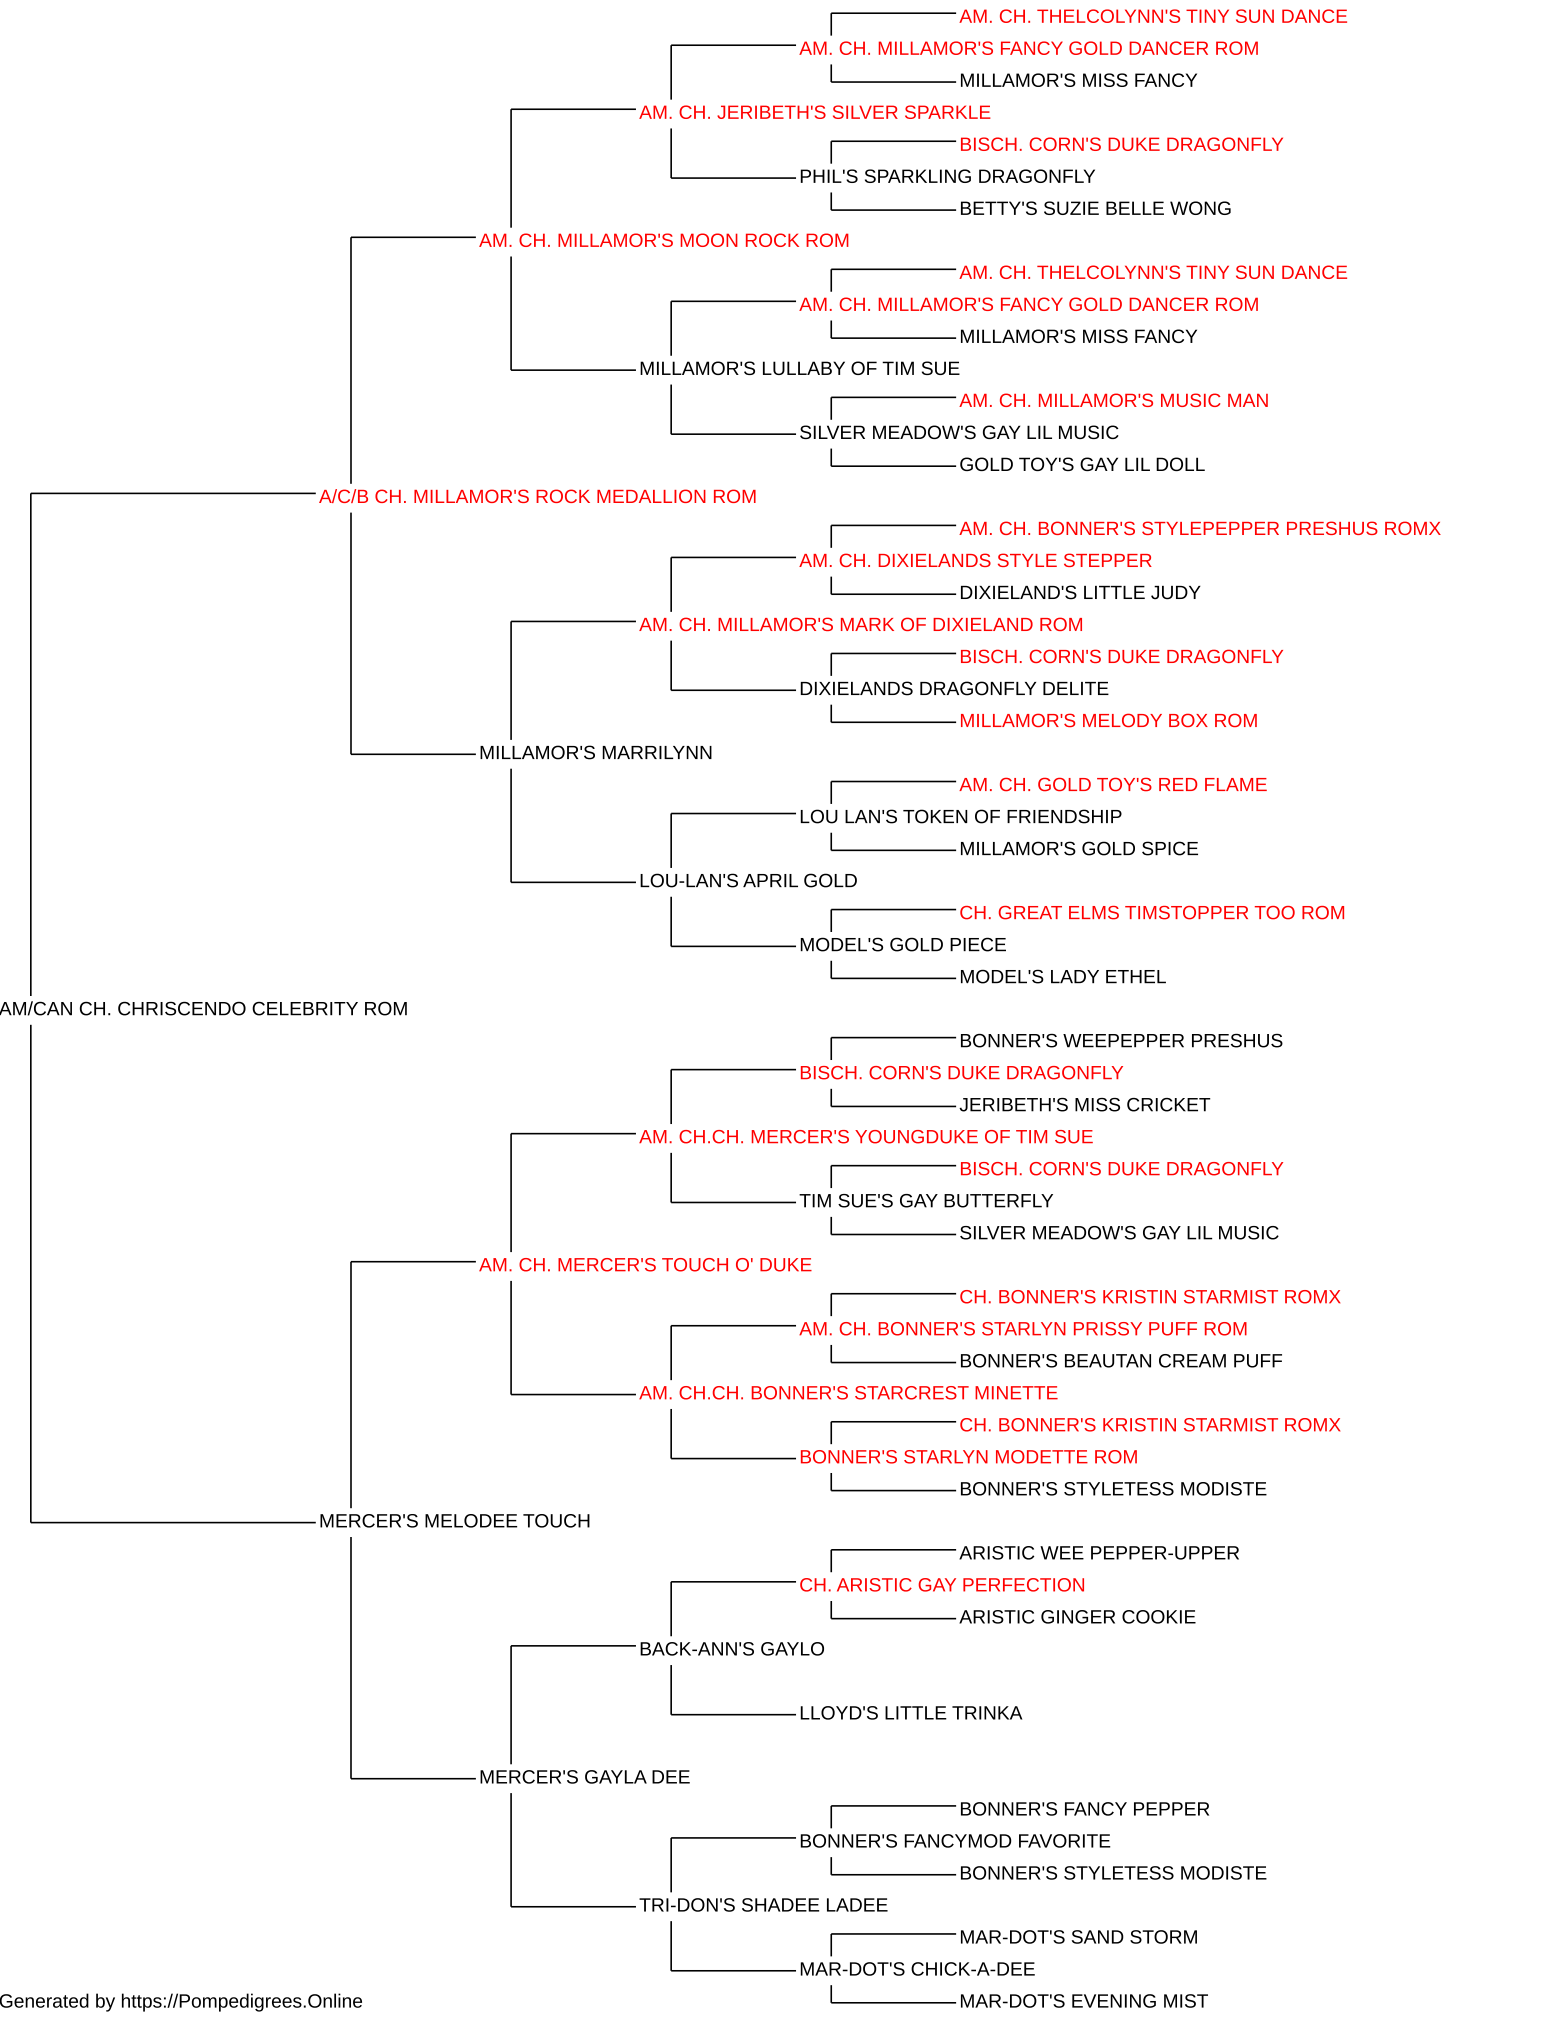 AM. CH. THELCOLYNN'S TINY SUN DANCE
AM. CH. MILLAMOR'S FANCY GOLD DANCER ROM
MILLAMOR'S MISS FANCY
AM. CH. JERIBETH'S SILVER SPARKLE
BISCH. CORN'S DUKE DRAGONFLY
PHIL'S SPARKLING DRAGONFLY
BETTY'S SUZIE BELLE WONG
AM. CH. MILLAMOR'S MOON ROCK ROM
AM. CH. THELCOLYNN'S TINY SUN DANCE
AM. CH. MILLAMOR'S FANCY GOLD DANCER ROM
MILLAMOR'S MISS FANCY
MILLAMOR'S LULLABY OF TIM SUE
AM. CH. MILLAMOR'S MUSIC MAN
SILVER MEADOW'S GAY LIL MUSIC
GOLD TOY'S GAY LIL DOLL
A/C/B CH. MILLAMOR'S ROCK MEDALLION ROM
AM. CH. BONNER'S STYLEPEPPER PRESHUS ROMX
AM. CH. DIXIELANDS STYLE STEPPER
DIXIELAND'S LITTLE JUDY
AM. CH. MILLAMOR'S MARK OF DIXIELAND ROM
BISCH. CORN'S DUKE DRAGONFLY
DIXIELANDS DRAGONFLY DELITE
MILLAMOR'S MELODY BOX ROM
MILLAMOR'S MARRILYNN
AM. CH. GOLD TOY'S RED FLAME
LOU LAN'S TOKEN OF FRIENDSHIP
MILLAMOR'S GOLD SPICE
LOU-LAN'S APRIL GOLD
CH. GREAT ELMS TIMSTOPPER TOO ROM
MODEL'S GOLD PIECE
MODEL'S LADY ETHEL
AM/CAN CH. CHRISCENDO CELEBRITY ROM
BONNER'S WEEPEPPER PRESHUS
BISCH. CORN'S DUKE DRAGONFLY
JERIBETH'S MISS CRICKET
AM. CH.CH. MERCER'S YOUNGDUKE OF TIM SUE
BISCH. CORN'S DUKE DRAGONFLY
TIM SUE'S GAY BUTTERFLY
SILVER MEADOW'S GAY LIL MUSIC
AM. CH. MERCER'S TOUCH O' DUKE
CH. BONNER'S KRISTIN STARMIST ROMX
AM. CH. BONNER'S STARLYN PRISSY PUFF ROM
BONNER'S BEAUTAN CREAM PUFF
AM. CH.CH. BONNER'S STARCREST MINETTE
CH. BONNER'S KRISTIN STARMIST ROMX
BONNER'S STARLYN MODETTE ROM
BONNER'S STYLETESS MODISTE
MERCER'S MELODEE TOUCH
ARISTIC WEE PEPPER-UPPER
CH. ARISTIC GAY PERFECTION
ARISTIC GINGER COOKIE
BACK-ANN'S GAYLO
LLOYD'S LITTLE TRINKA
MERCER'S GAYLA DEE
BONNER'S FANCY PEPPER
BONNER'S FANCYMOD FAVORITE
BONNER'S STYLETESS MODISTE
TRI-DON'S SHADEE LADEE
MAR-DOT'S SAND STORM
MAR-DOT'S CHICK-A-DEE
MAR-DOT'S EVENING MIST
Generated by https://Pompedigrees.Online